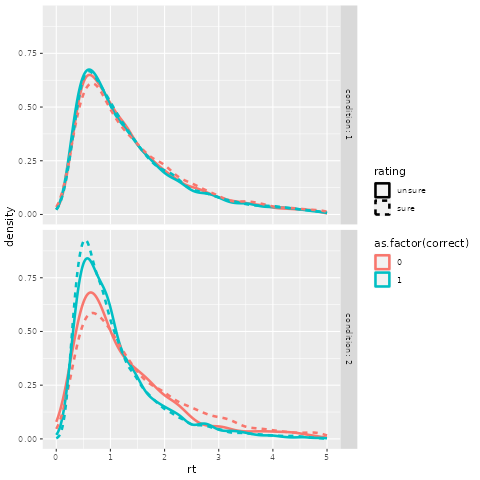 0.75
0.50
0.25
0.00
condition: 1
0.75
0.50
0.25
0.00
condition: 2
density
0 1 2 3 4 5
rt
rating
unsure
sure
as.factor(correct)
0
1